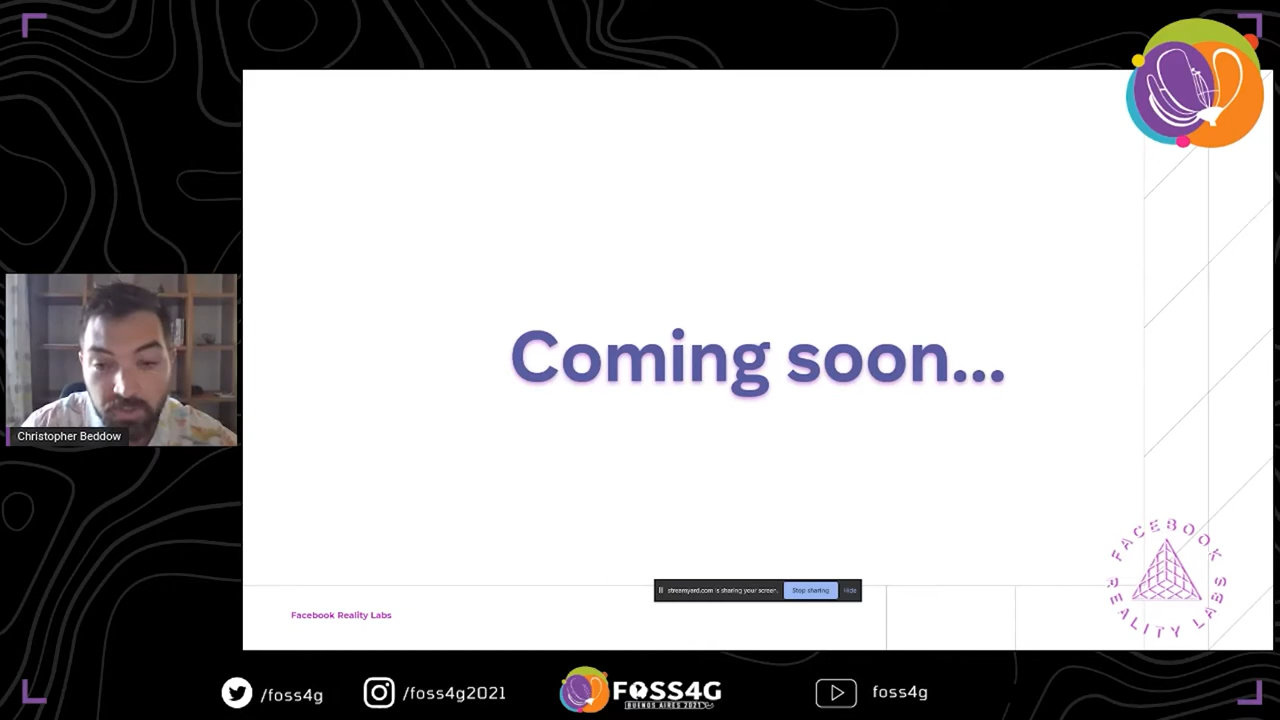 Coming soon...
Christopher Beddow
streamyard.com is sharing your screen.
Stop sharing
Hide
Facebook Reality Labs
FACEBOOK
REALITY LABS
/foss4g
/foss4g2021
FOSS4G
BUENOS AIRES 2021
foss4g